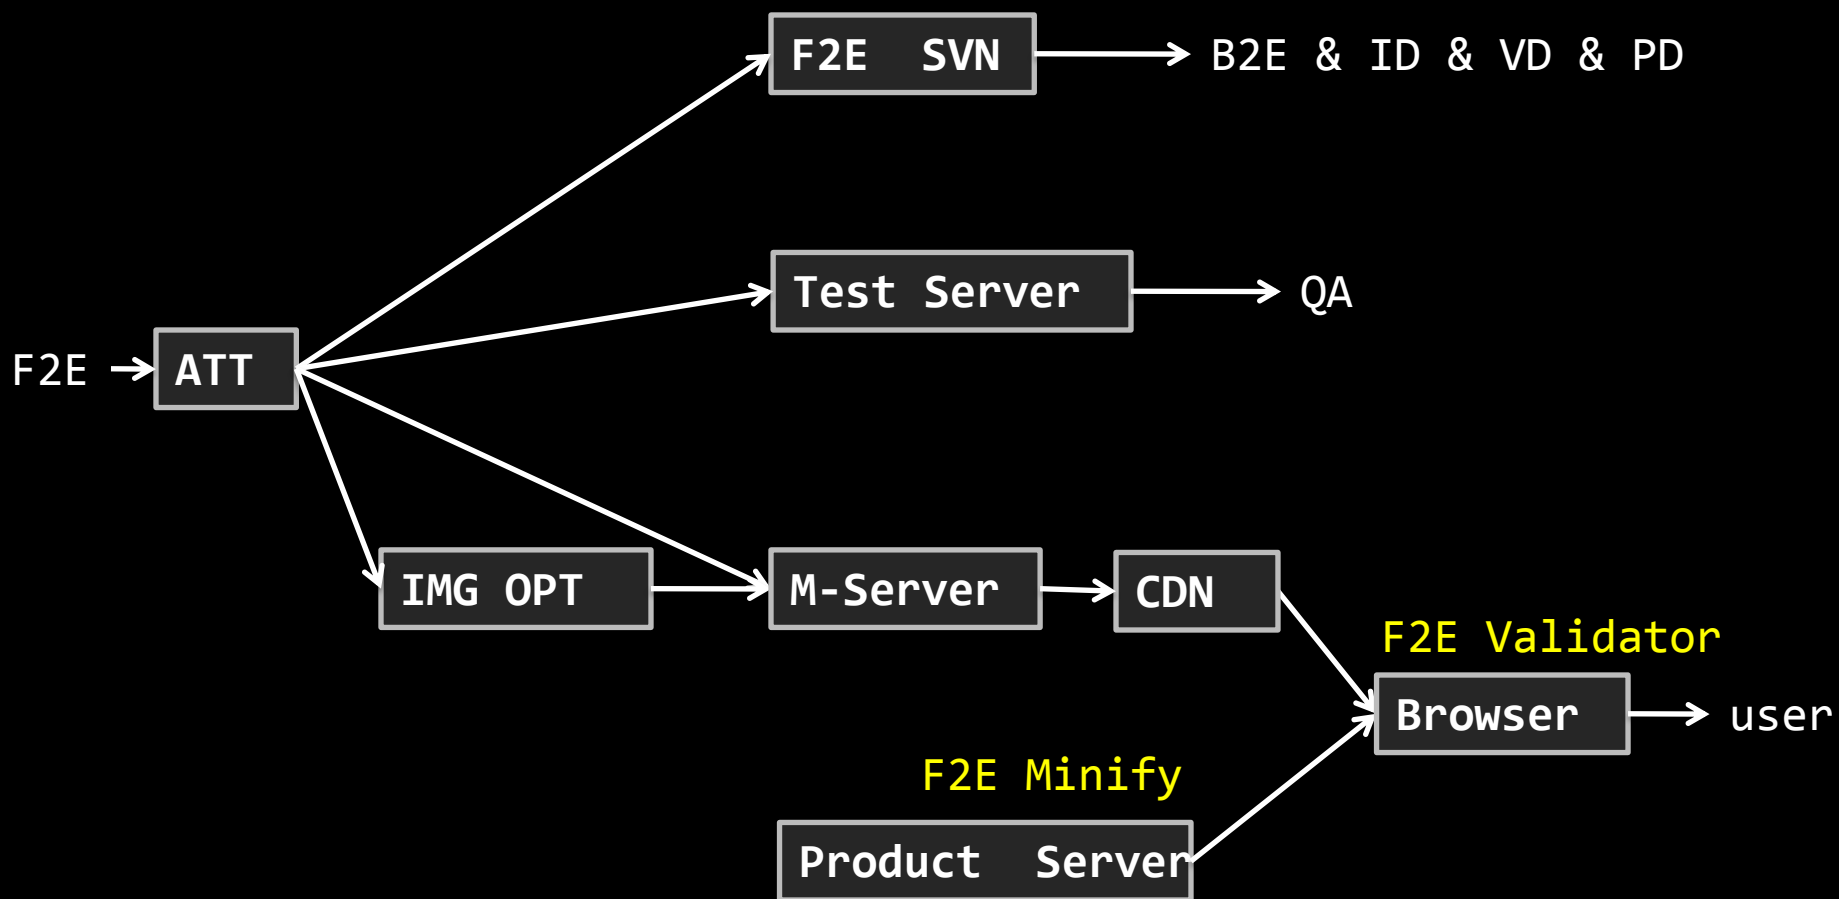 F2E SVN
B2E & ID & VD & PD
Test Server
QA
F2E
ATT
IMG OPT
M-Server
CDN
F2E Validator
Browser
user
F2E Minify
Product Server